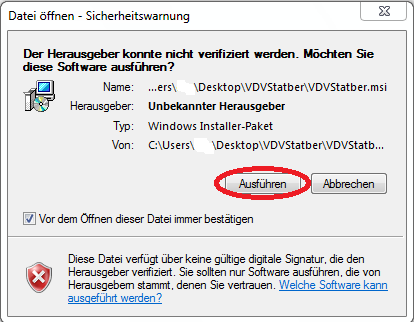 Datei öffnen - Sicherheitswarnung
Der Herausgeber konnte nicht verifiziert werden. Möchten Sie
diese Software ausführen?
Name: ...ers\ \Desktop\VDVStatber\VDVStatber.msi
Herausgeber: Unbekannter Herausgeber
Typ: Windows Installer-Paket
Von: C:\Users\ \Desktop\VDVStatber\VDVStatb...
Ausführen Abbrechen
Vor dem Öffnen dieser Datei immer bestätigen
Diese Datei verfügt über keine gültige digitale Signatur, die den
Herausgeber verifiziert. Sie sollten nur Software ausführen, die von
Herausgebern stammt, denen Sie vertrauen. Welche Software kann
ausgeführt werden?